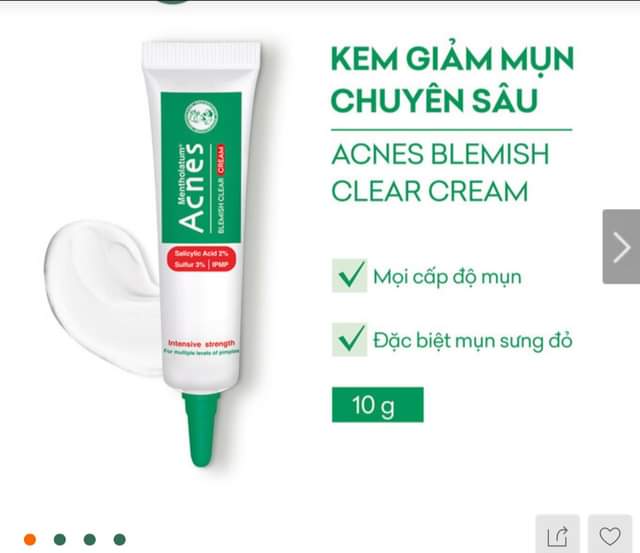 KEM GIẢM MỤN
CHUYÊN SÂU
ACNES BLEMISH
CLEAR CREAM
Mọi cấp độ mụn
Đặc biệt mụn sưng đỏ
10 g
Mentholatum®
Acnes
BLEMISH CLEAR CREAM
Salicylic Acid 2%
Sulfur 3% | IPMP
Intensive strength
For multiple levels of pimples